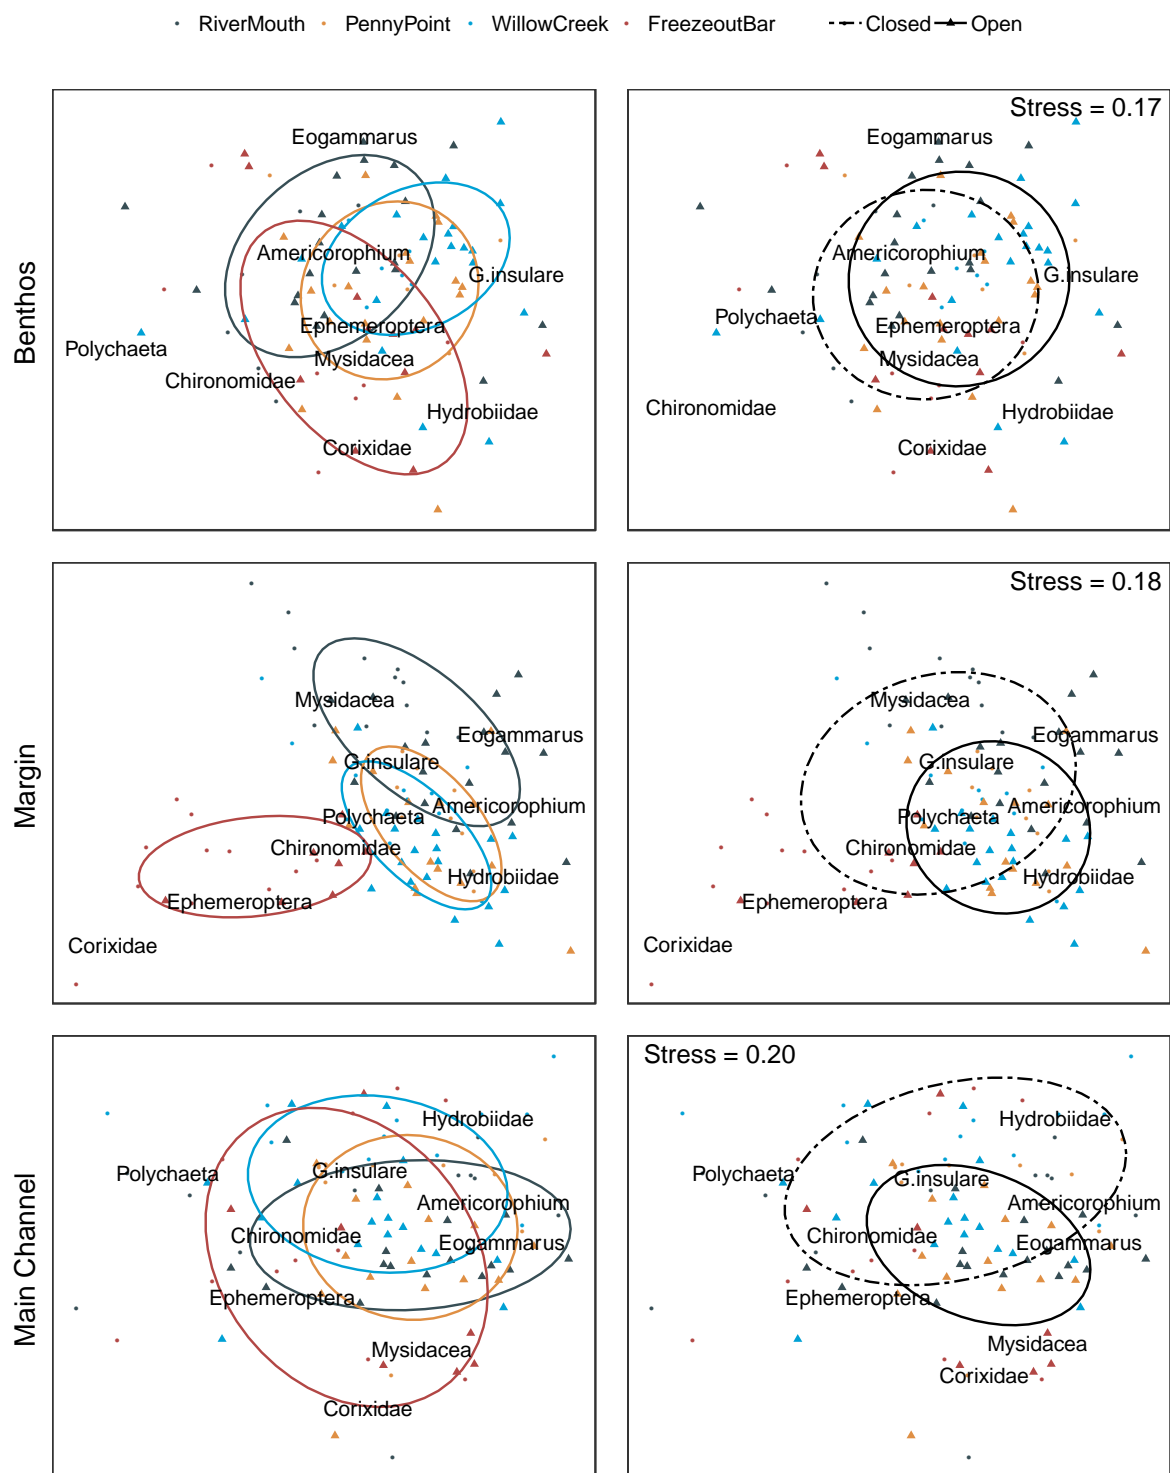 RiverMouth PennyPoint WillowCreek FreezeoutBar Closed Open
Benthos
Eogammarus
Americorophium
G.insulare
Ephemeroptera
Polychaeta
Mysidacea
Chironomidae
Hydrobiidae
Corixidae
Stress = 0.17
Eogammarus
Americorophium
G.insulare
Polychaeta
Ephemeroptera
Mysidacea
Chironomidae
Hydrobiidae
Corixidae
Margin
Mysidacea
Eogammarus
G.insulare
Americorophium
Polychaeta
Chironomidae
Hydrobiidae
Ephemeroptera
Corixidae
Stress = 0.18
Mysidacea
Eogammarus
G.insulare
Americorophium
Polychaeta
Chironomidae
Hydrobiidae
Ephemeroptera
Corixidae
Main Channel
Hydrobiidae
Polychaeta
G.insulare
Americorophium
Chironomidae
Eogammarus
Ephemeroptera
Mysidacea
Corixidae
Stress = 0.20
Hydrobiidae
Polychaeta
G.insulare
Americorophium
Chironomidae
Eogammarus
Ephemeroptera
Mysidacea
Corixidae